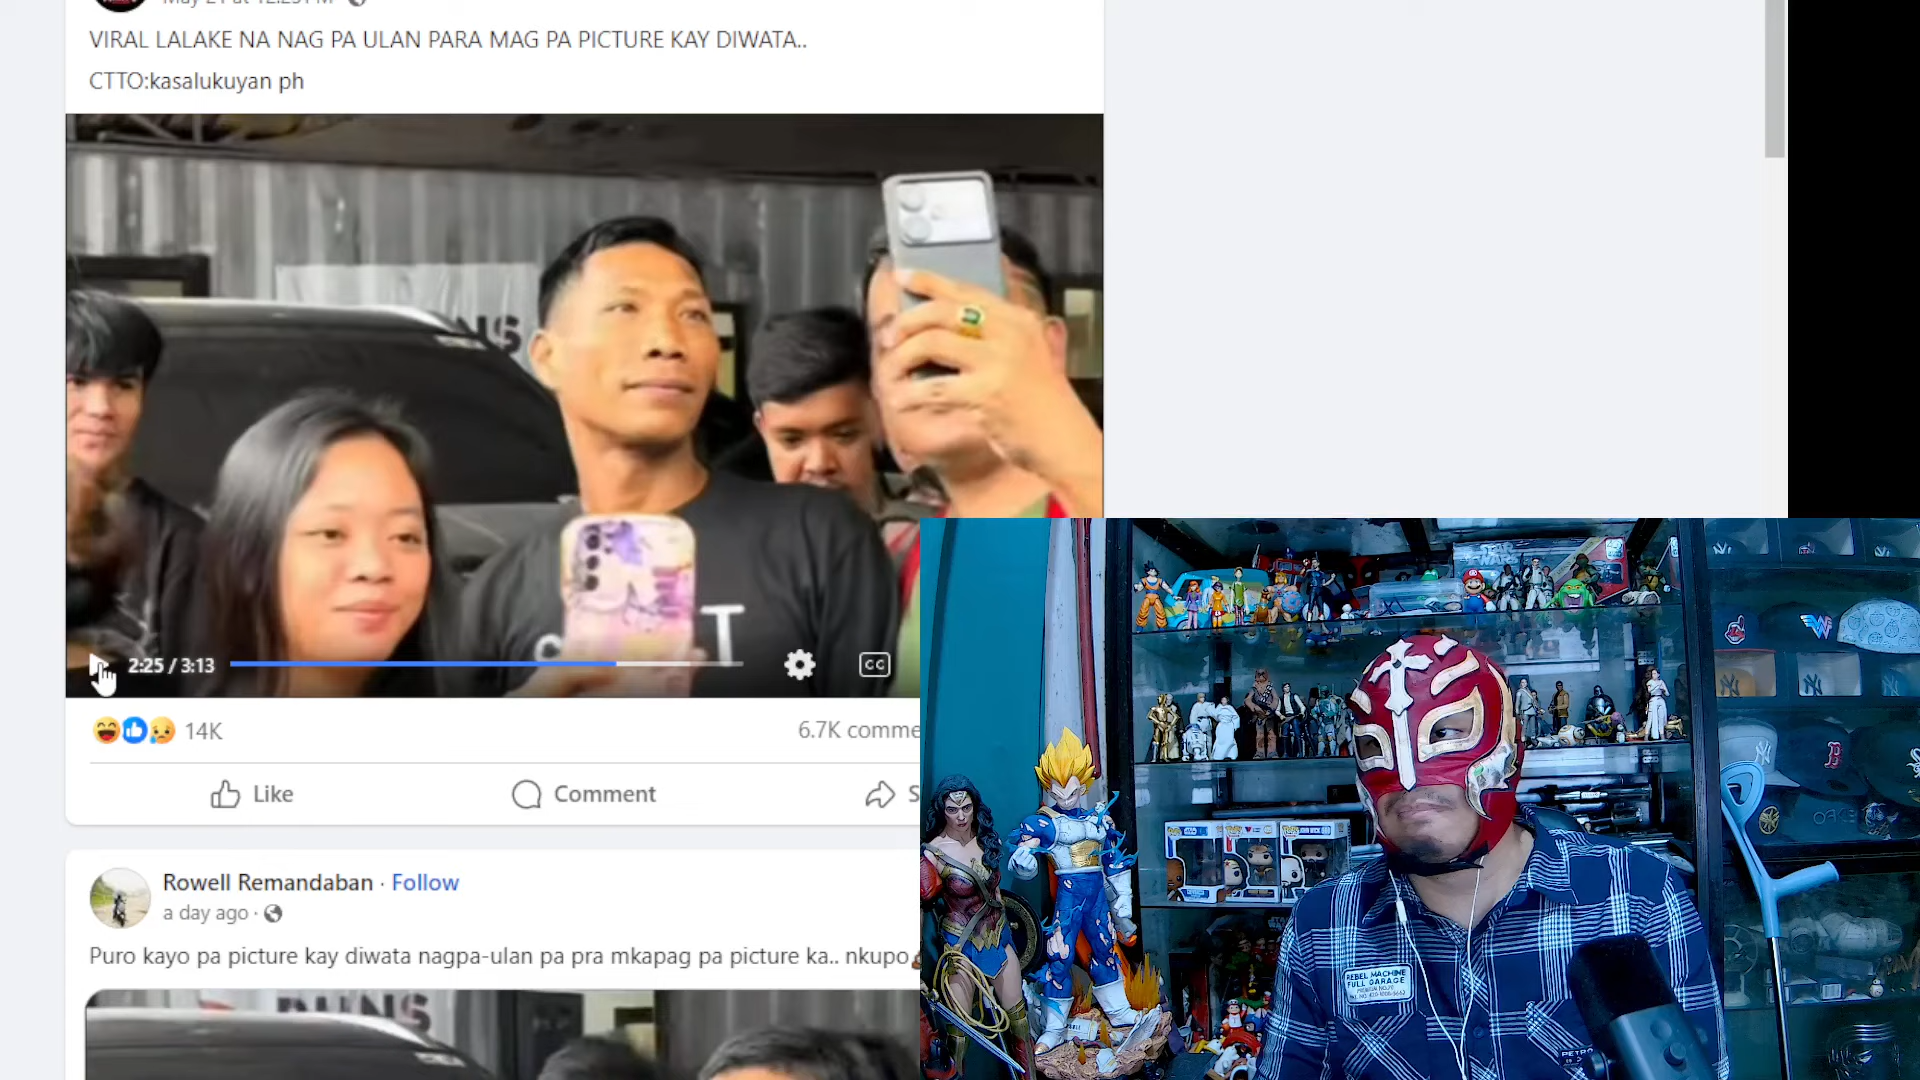 VIRAL LALAKE NA NAG PA ULAN PARA MAG PA PICTURE KAY DIWATA..
CTTO:kasalukuyan ph
2:25 / 3:13
CC
14K
6.7K comme
Like
Comment
S
Rowell Remandaban · Follow
a day ago ·
Puro kayo pa picture kay diwata nagpa-ulan pa pra mkapag pa picture ka.. nkupo
REBEL MACHINE
FULL GARAGE